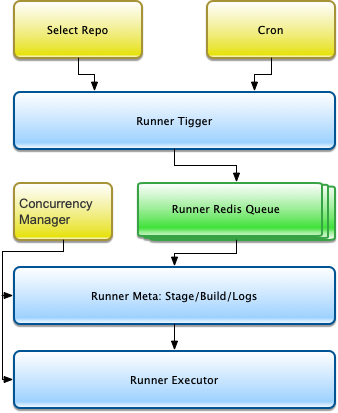 Select Repo
Cron
Runner Tigger
Concurrency
Manager
Runner Redis Queue
Runner Meta: Stage/Build/Logs
Runner Executor